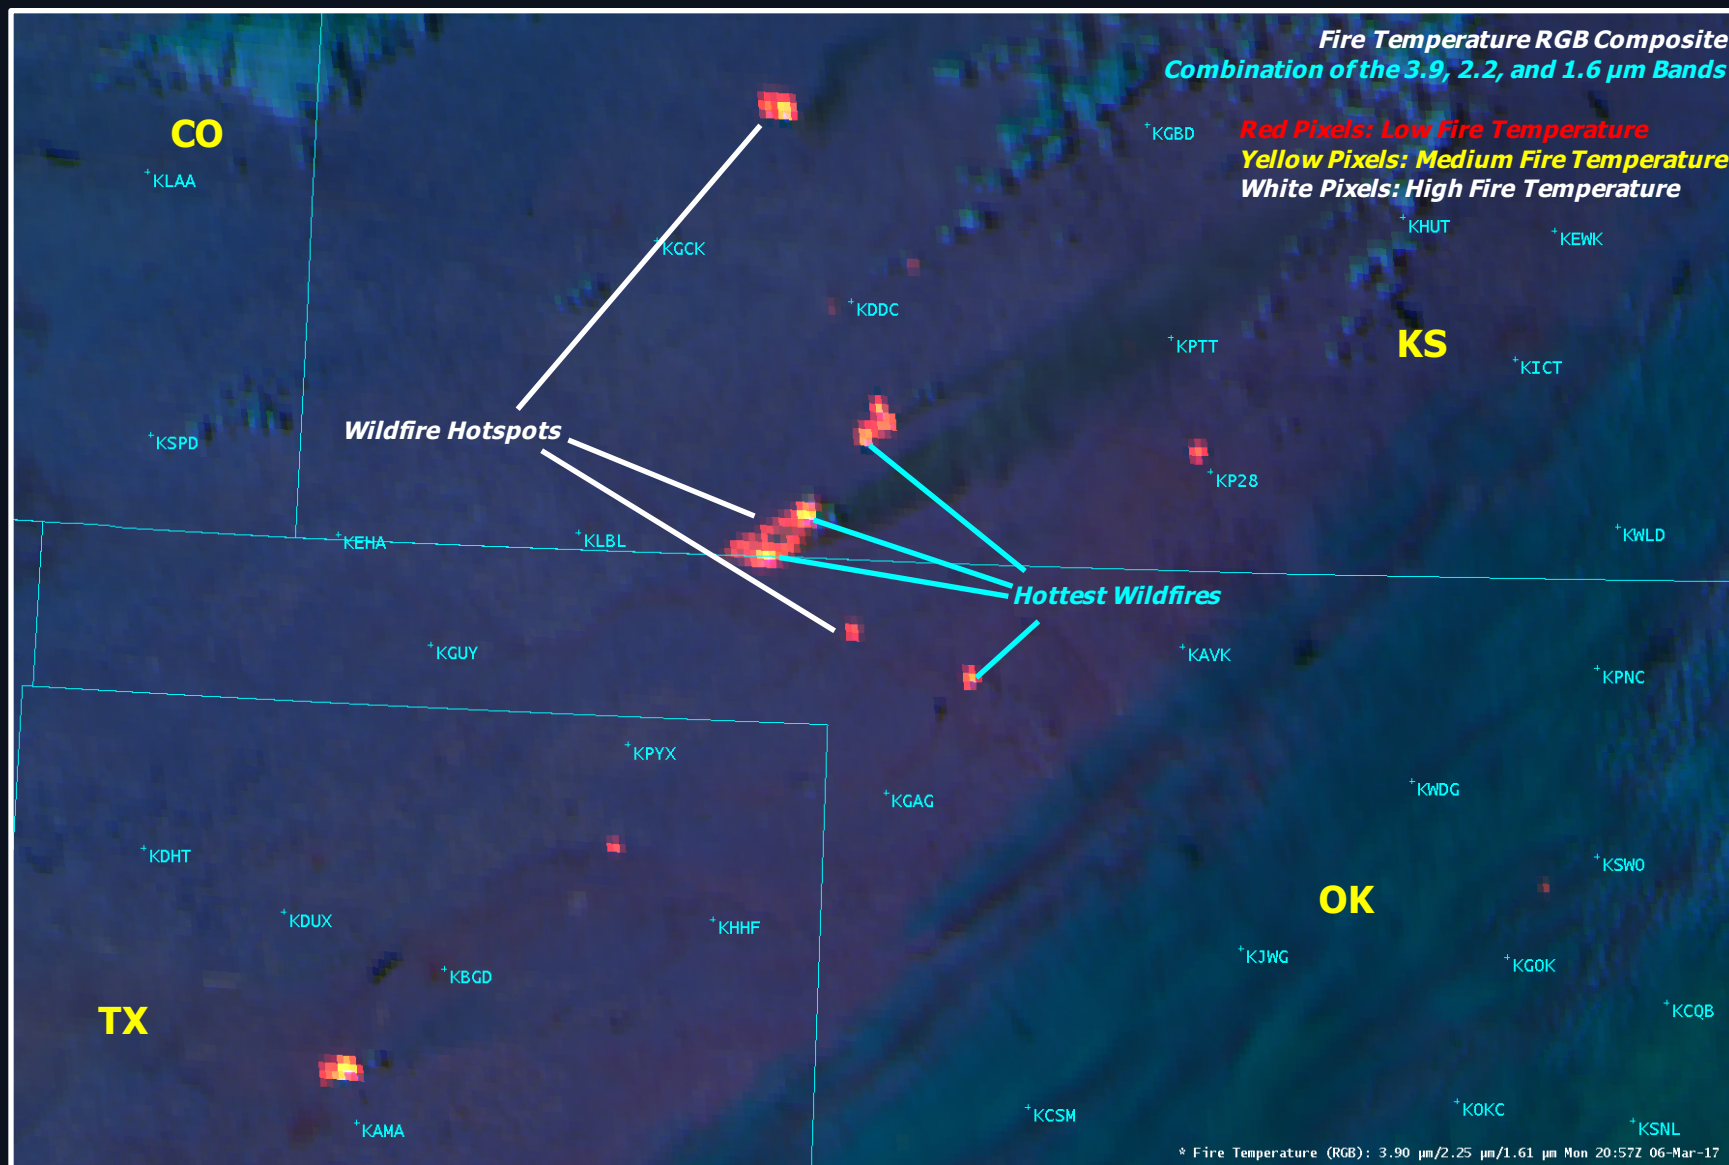 Fire Temperature RGB Composite
Combination of the 3.9, 2.2, and 1.6 µm Bands
CO
KGBD
Red Pixels: Low Fire Temperature
Yellow Pixels: Medium Fire Temperature
KLAA
White Pixels: High Fire Temperature
KHUT
KEWK
KGCK
KDDC
KPTT
KS
KICT
Wildfire Hotspots
KSPD
KP28
KEHA
KLBL
KWLD
Hottest Wildfires
KGUY
KAVK
KPNC
KPYX
KGAG
KWDG
KDHT
KSWO
OK
KDUX
KHHF
KJWG
KGOK
KBGD
TX
KCQB
KAMA
KCSM
KOKC
KSNL
* Fire Temperature (RGB): 3.90 µm/2.25 µm/1.61 µm Mon 20:57Z 06-Mar-17